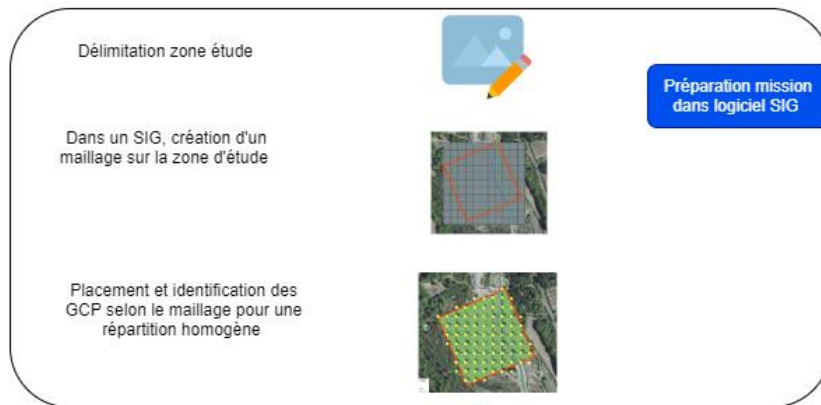 Délimitation zone étude
Préparation mission
dans logiciel SIG
Dans un SIG, création d'un
maillage sur la zone d'étude
Placement et identification des
GCP selon le maillage pour une
répartition homogène